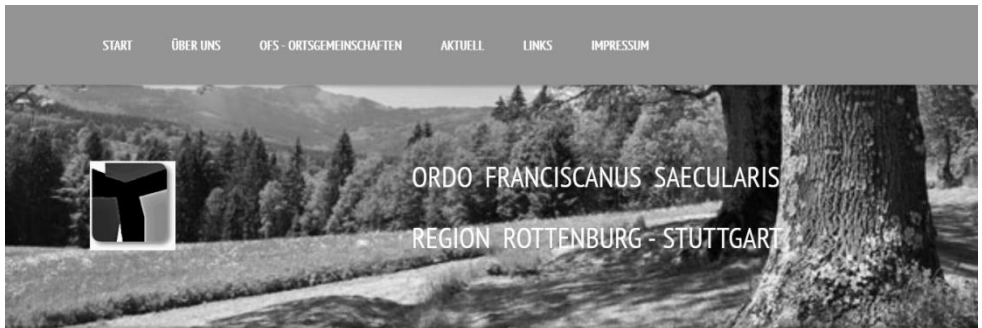 START ÜBER UNS OFS - ORTSGEMEINSCHAFTEN AKTUELL LINKS IMPRESSUM
ORDO FRANCISCANUS SAECULARIS
REGION ROTTENBURG - STUTTGART